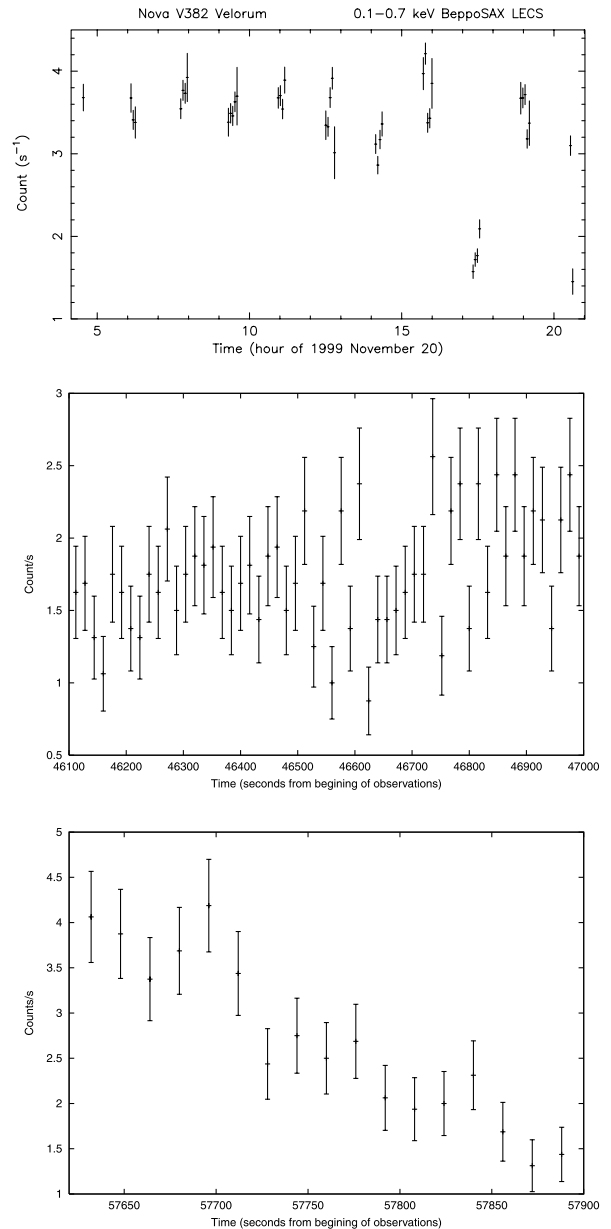 Nova V382 Velorum 0.1−0.7 keV BeppoSAX LECS
4
3
2
1
Count (s⁻¹)
5 10 15 20
Time (hour of 1999 November 20)
3
2.5
2
1.5
1
0.5
Count/s
46100 46200 46300 46400 46500 46600 46700 46800 46900 47000
Time (seconds from begining of observations)
5
4.5
4
3.5
3
2.5
2
1.5
1
Counts/s
57650 57700 57750 57800 57850 57900
Time (seconds from begining of observations)